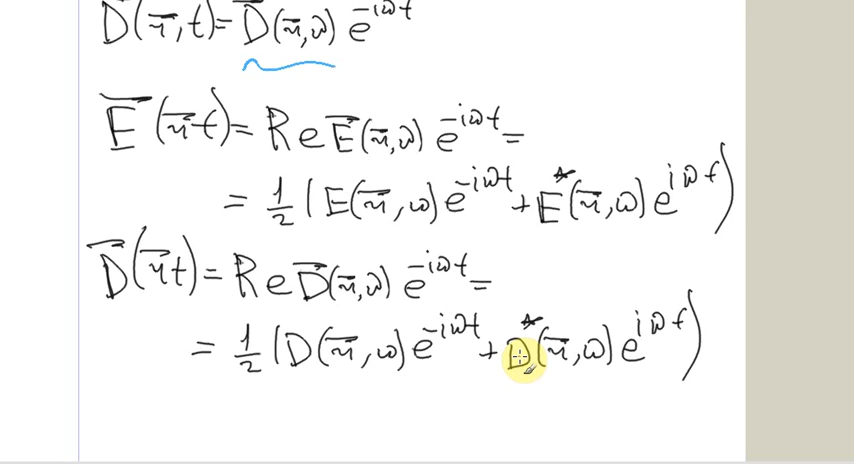 D⃗(r⃗,t)=D⃗(r⃗,ω) e^{-iωt}
E⃗(r⃗t)=Re E⃗(r⃗,ω) e^{-iωt}=
= 1/2 (E(r⃗,ω) e^{-iωt} + E*(r⃗,ω) e^{iωt})
D⃗(r⃗t)=Re D⃗(r⃗,ω) e^{-iωt}=
= 1/2 (D(r⃗,ω) e^{-iωt} + D*(r⃗,ω) e^{iωt})